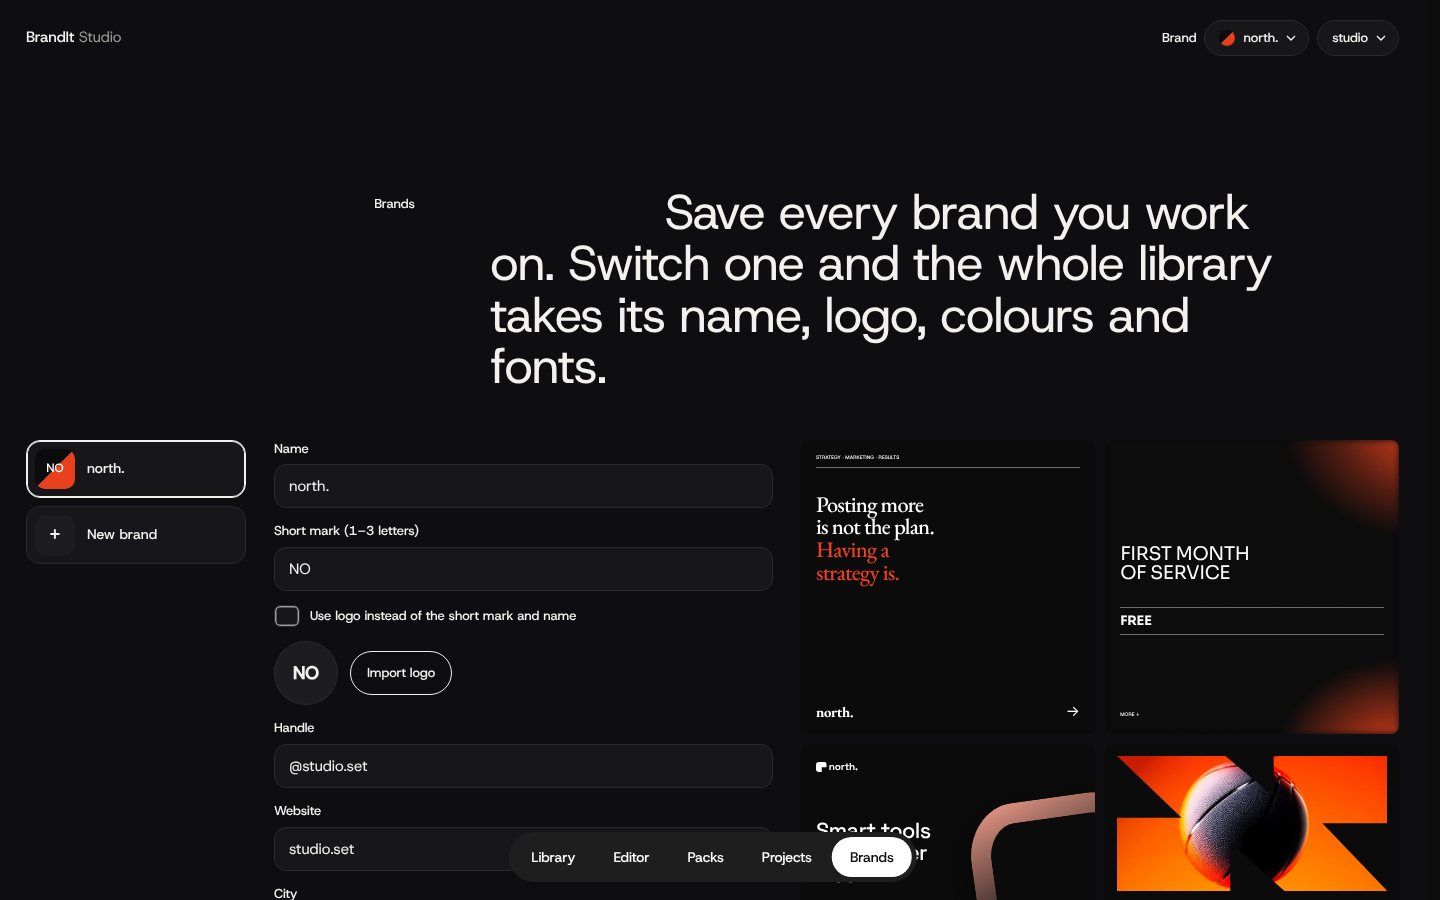 BrandIt Studio
Brand
north.
studio
Brands
Save every brand you work
on. Switch one and the whole library
takes its name, logo, colours and
fonts.
NO
north.
+ New brand
Name
north.
Short mark (1–3 letters)
NO
Use logo instead of the short mark and name
NO
Import logo
Handle
@studio.set
Website
studio.set
City
STRATEGY · MARKETING · RESULTS
Posting more
is not the plan.
Having a
strategy is.
north.
FIRST MONTH
OF SERVICE
FREE
MORE
north.
Smart tools
Library
Editor
Packs
Projects
Brands